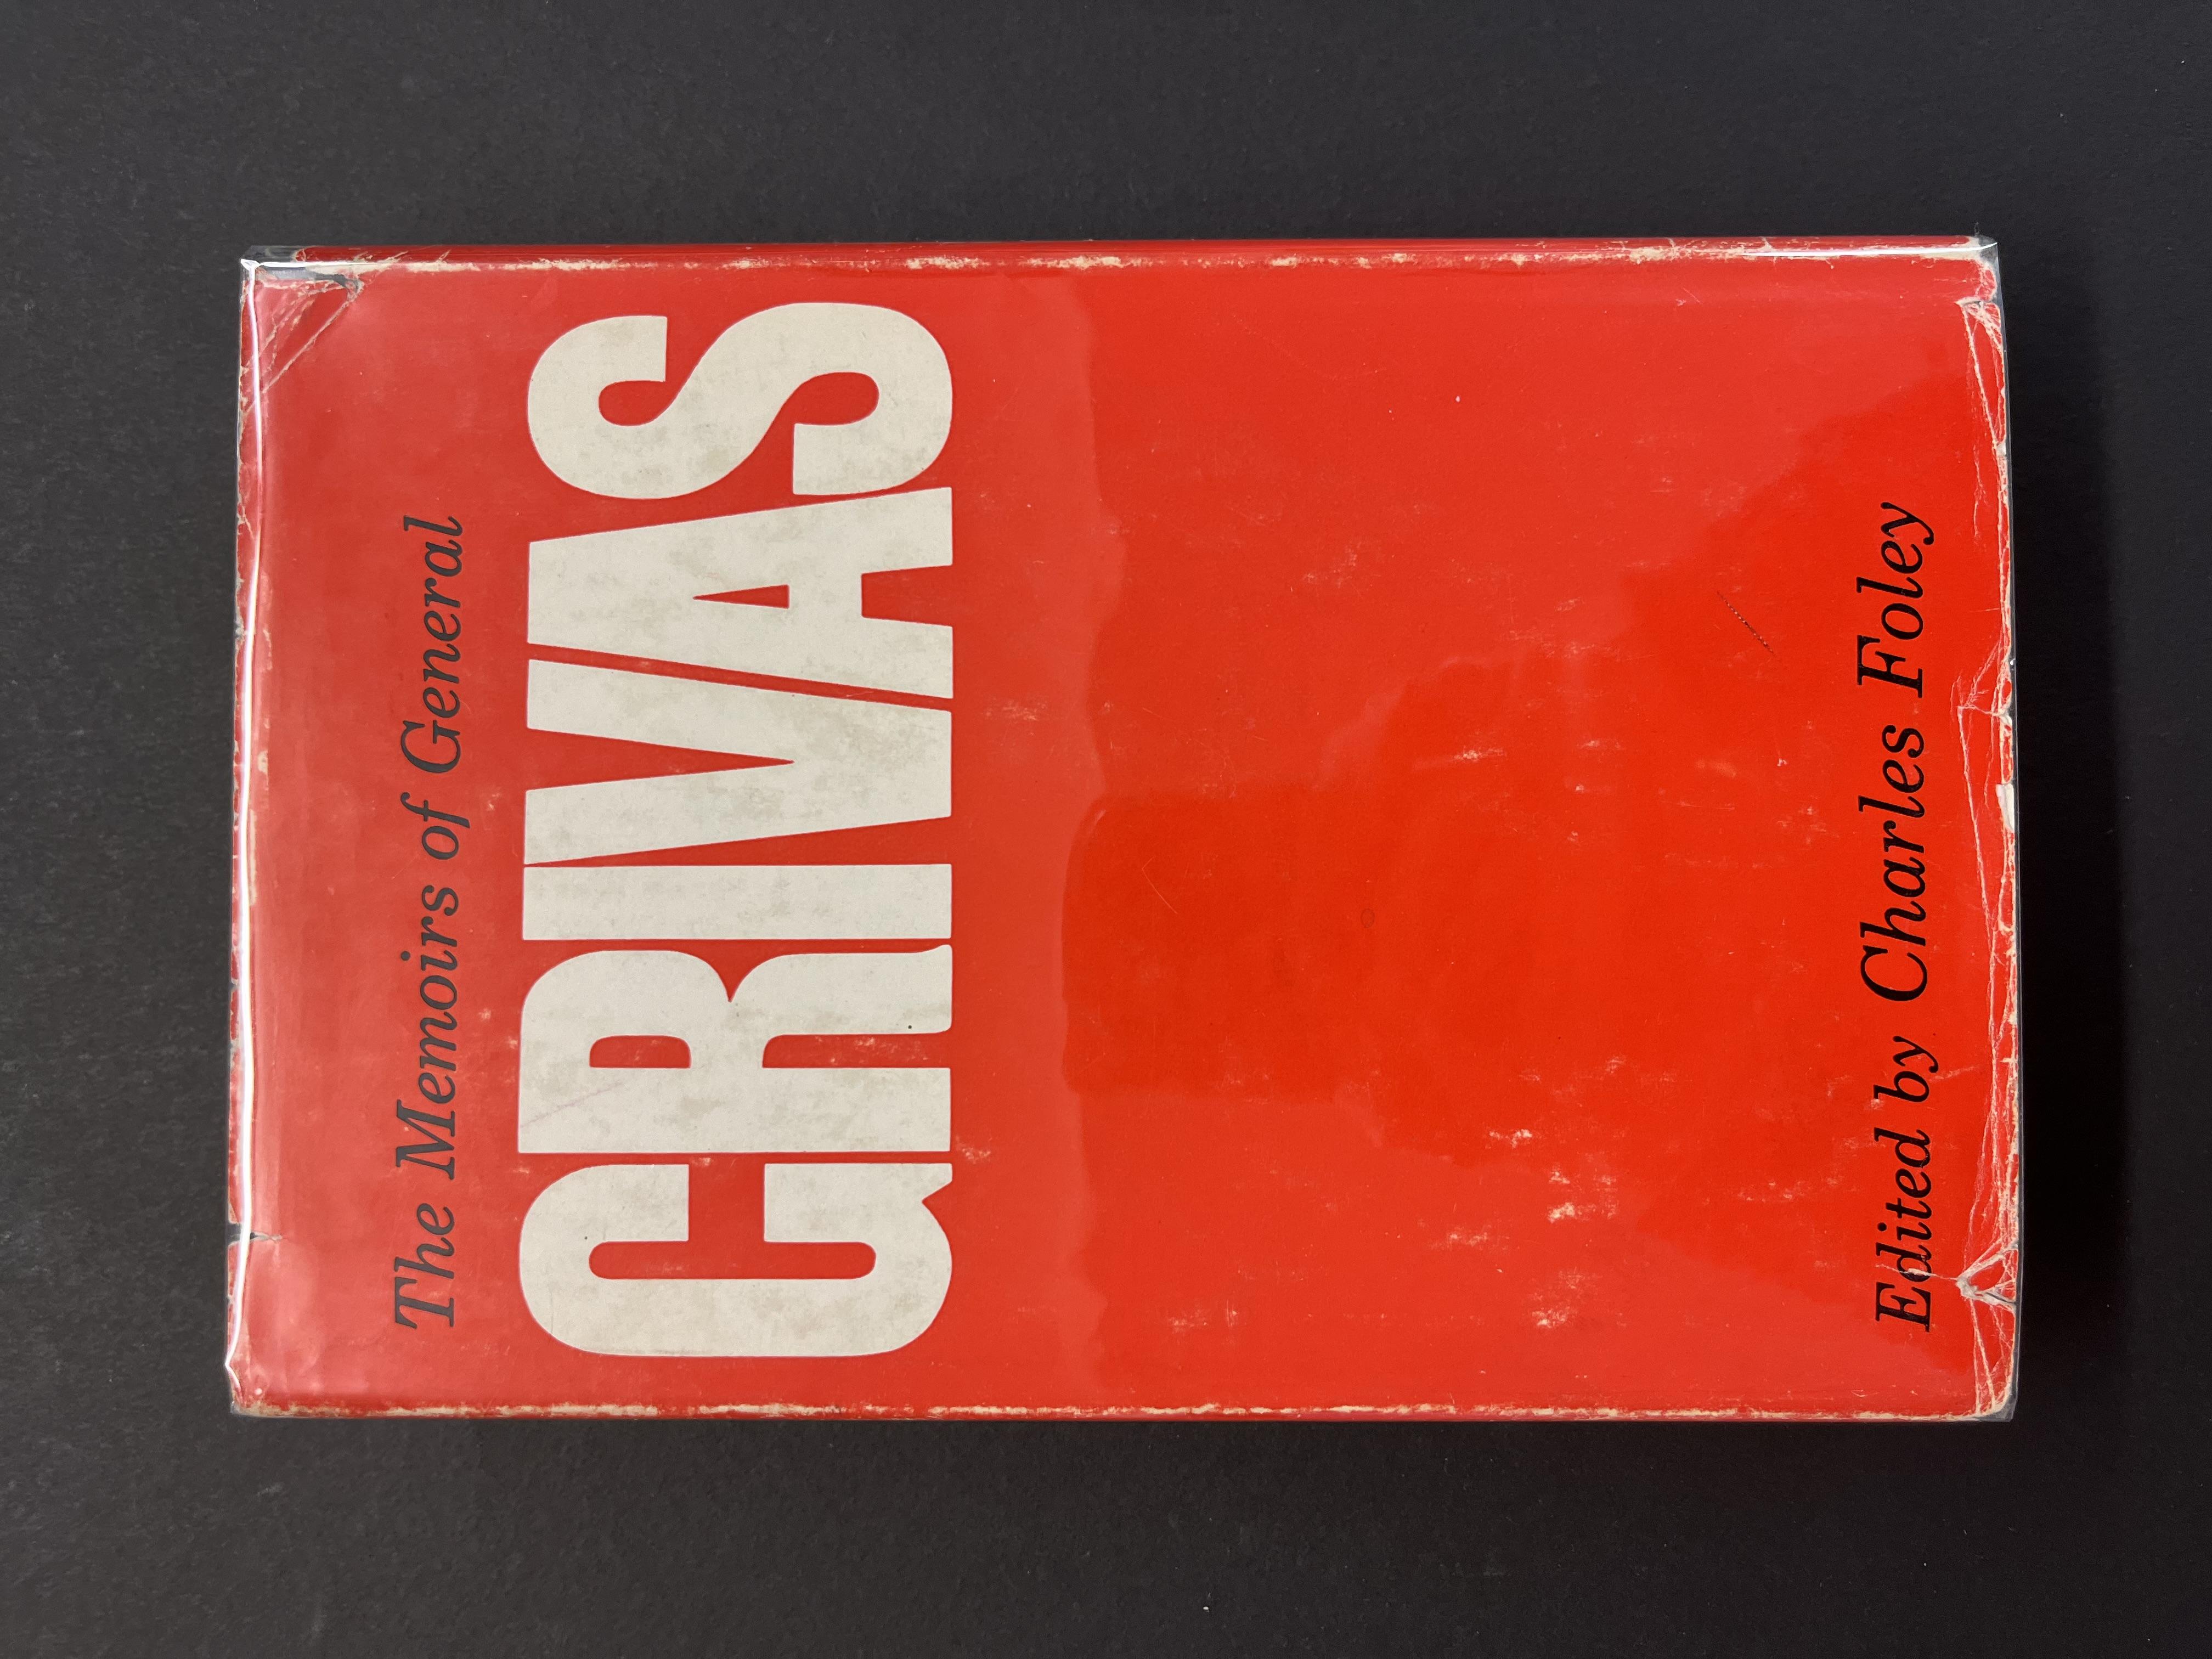 The Memoirs of General
GRIVAS
Edited by Charles Foley